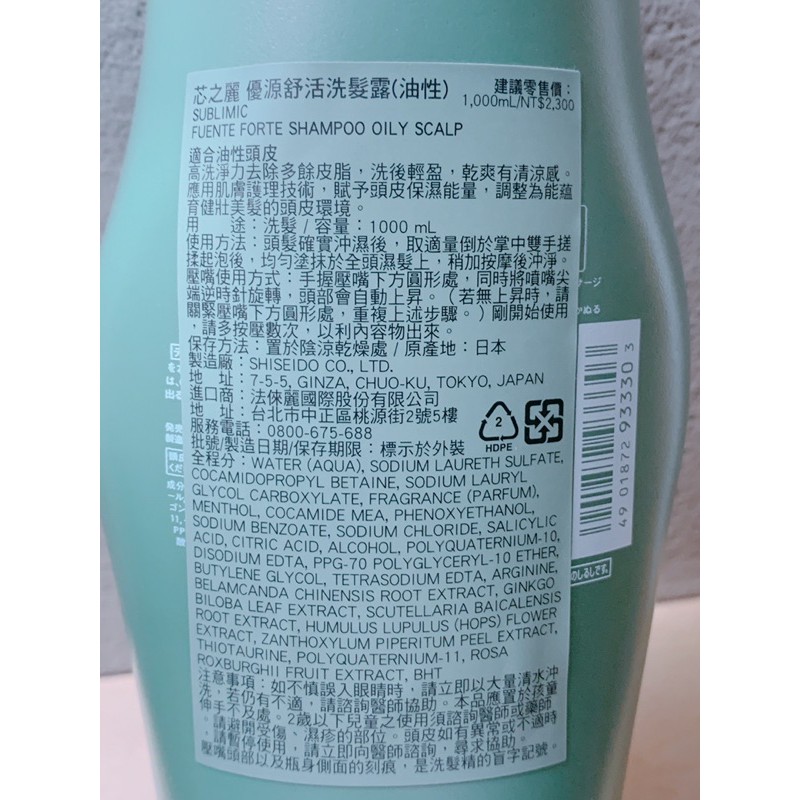 芯之麗 優源舒活洗髮露(油性) 建議零售價：
SUBLIMIC 1,000mL/NT$2,300
FUENTE FORTE SHAMPOO OILY SCALP
適合油性頭皮
高洗淨力去除多餘皮脂，洗後輕盈，乾爽有清涼感。
應用肌膚護理技術，賦予頭皮保濕能量，調整為能蘊
育健壯美髮的頭皮環境。
用　　途：洗髮 / 容量：1000 mL
使用方法：頭髮確實沖濕後，取適量倒於掌中雙手搓
揉起泡後，均勻塗抹於全頭濕髮上，稍加按摩後沖淨。
壓嘴使用方式：手握壓嘴下方圓形處，同時將噴嘴尖
端逆時針旋轉，頭部會自動上昇。（若無上昇時，請
關緊壓嘴下方圓形處，重複上述步驟。）剛開始使用
，請多按壓數次，以利內容物出來。
保存方法：置於陰涼乾燥處 / 原產地：日本
製造廠：SHISEIDO CO., LTD.
地　址：7-5-5, GINZA, CHUO-KU, TOKYO, JAPAN
進口商：法倈麗國際股份有限公司
地　址：台北市中正區桃源街2號5樓
服務電話：0800-675-688
批號/製造日期/保存期限：標示於外裝
2
HDPE
全程分：WATER (AQUA), SODIUM LAURETH SULFATE,
COCAMIDOPROPYL BETAINE, SODIUM LAURYL
GLYCOL CARBOXYLATE, FRAGRANCE (PARFUM),
MENTHOL, COCAMIDE MEA, PHENOXYETHANOL,
SODIUM BENZOATE, SODIUM CHLORIDE, SALICYLIC
ACID, CITRIC ACID, ALCOHOL, POLYQUATERNIUM-10,
DISODIUM EDTA, PPG-70 POLYGLYCERYL-10 ETHER,
BUTYLENE GLYCOL, TETRASODIUM EDTA, ARGININE,
BELAMCANDA CHINENSIS ROOT EXTRACT, GINKGO
BILOBA LEAF EXTRACT, SCUTELLARIA BAICALENSIS
ROOT EXTRACT, HUMULUS LUPULUS (HOPS) FLOWER
EXTRACT, ZANTHOXYLUM PIPERITUM PEEL EXTRACT,
THIOTAURINE, POLYQUATERNIUM-11, ROSA
ROXBURGHII FRUIT EXTRACT, BHT
注意事項：如不慎誤入眼睛時，請立即以大量清水沖
洗，若仍有不適，請諮詢醫師協助。本品應置於孩童
伸手不及處。2歲以下兒童之使用須諮詢醫師或藥師
。請避開受傷、濕疹的部位。頭皮如有異常或不適時
，請暫停使用，請立即向醫師諮詢，尋求協助。
壓嘴頭部以及瓶身側面的刻痕，是洗髮精的盲字記號。
4 901872 933303
のしるしです。